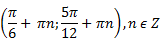 (π/6 + πn; 5π/12 + πn), n ϵ Z